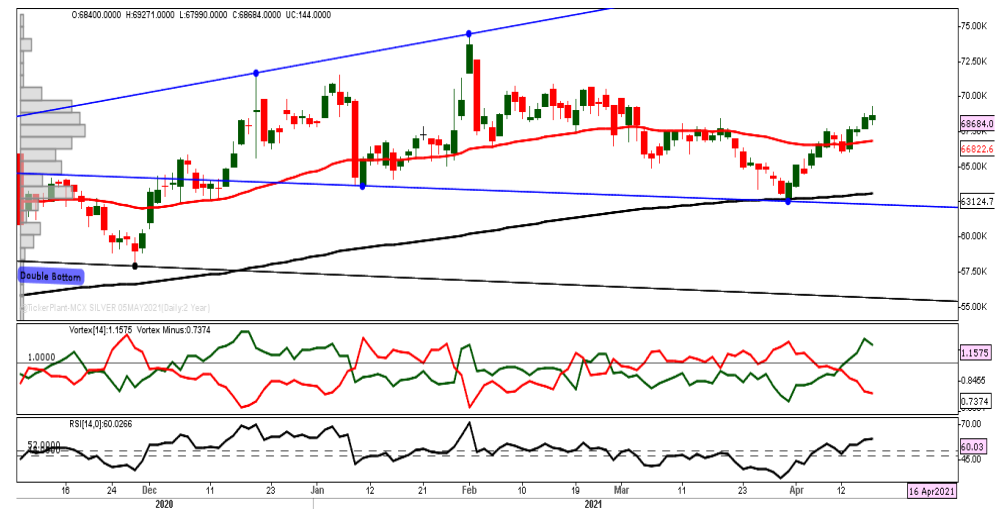 O:68400.0000 H:69271.0000 L:67990.0000 C:68684.0000 UC:144.0000
75.00K
72.50K
70.00K
68684.0
67.50K
66822.6
65.00K
63124.7
60.00K
57.50K
55.00K
Double Bottom
TickerPlant-MCX SILVER 05MAY2021(Daily:2 Year)
Vortex[14]:1.1575 Vortex Minus:0.7374
1.0000
1.1575
0.8455
0.7374
RSI[14,0]:60.0266
70.00
52.0000
60.03
45.00
16 24 Dec 11 23 Jan 12 22 Feb 10 19 Mar 11 23 Apr 12
16 Apr2021
2020 2021